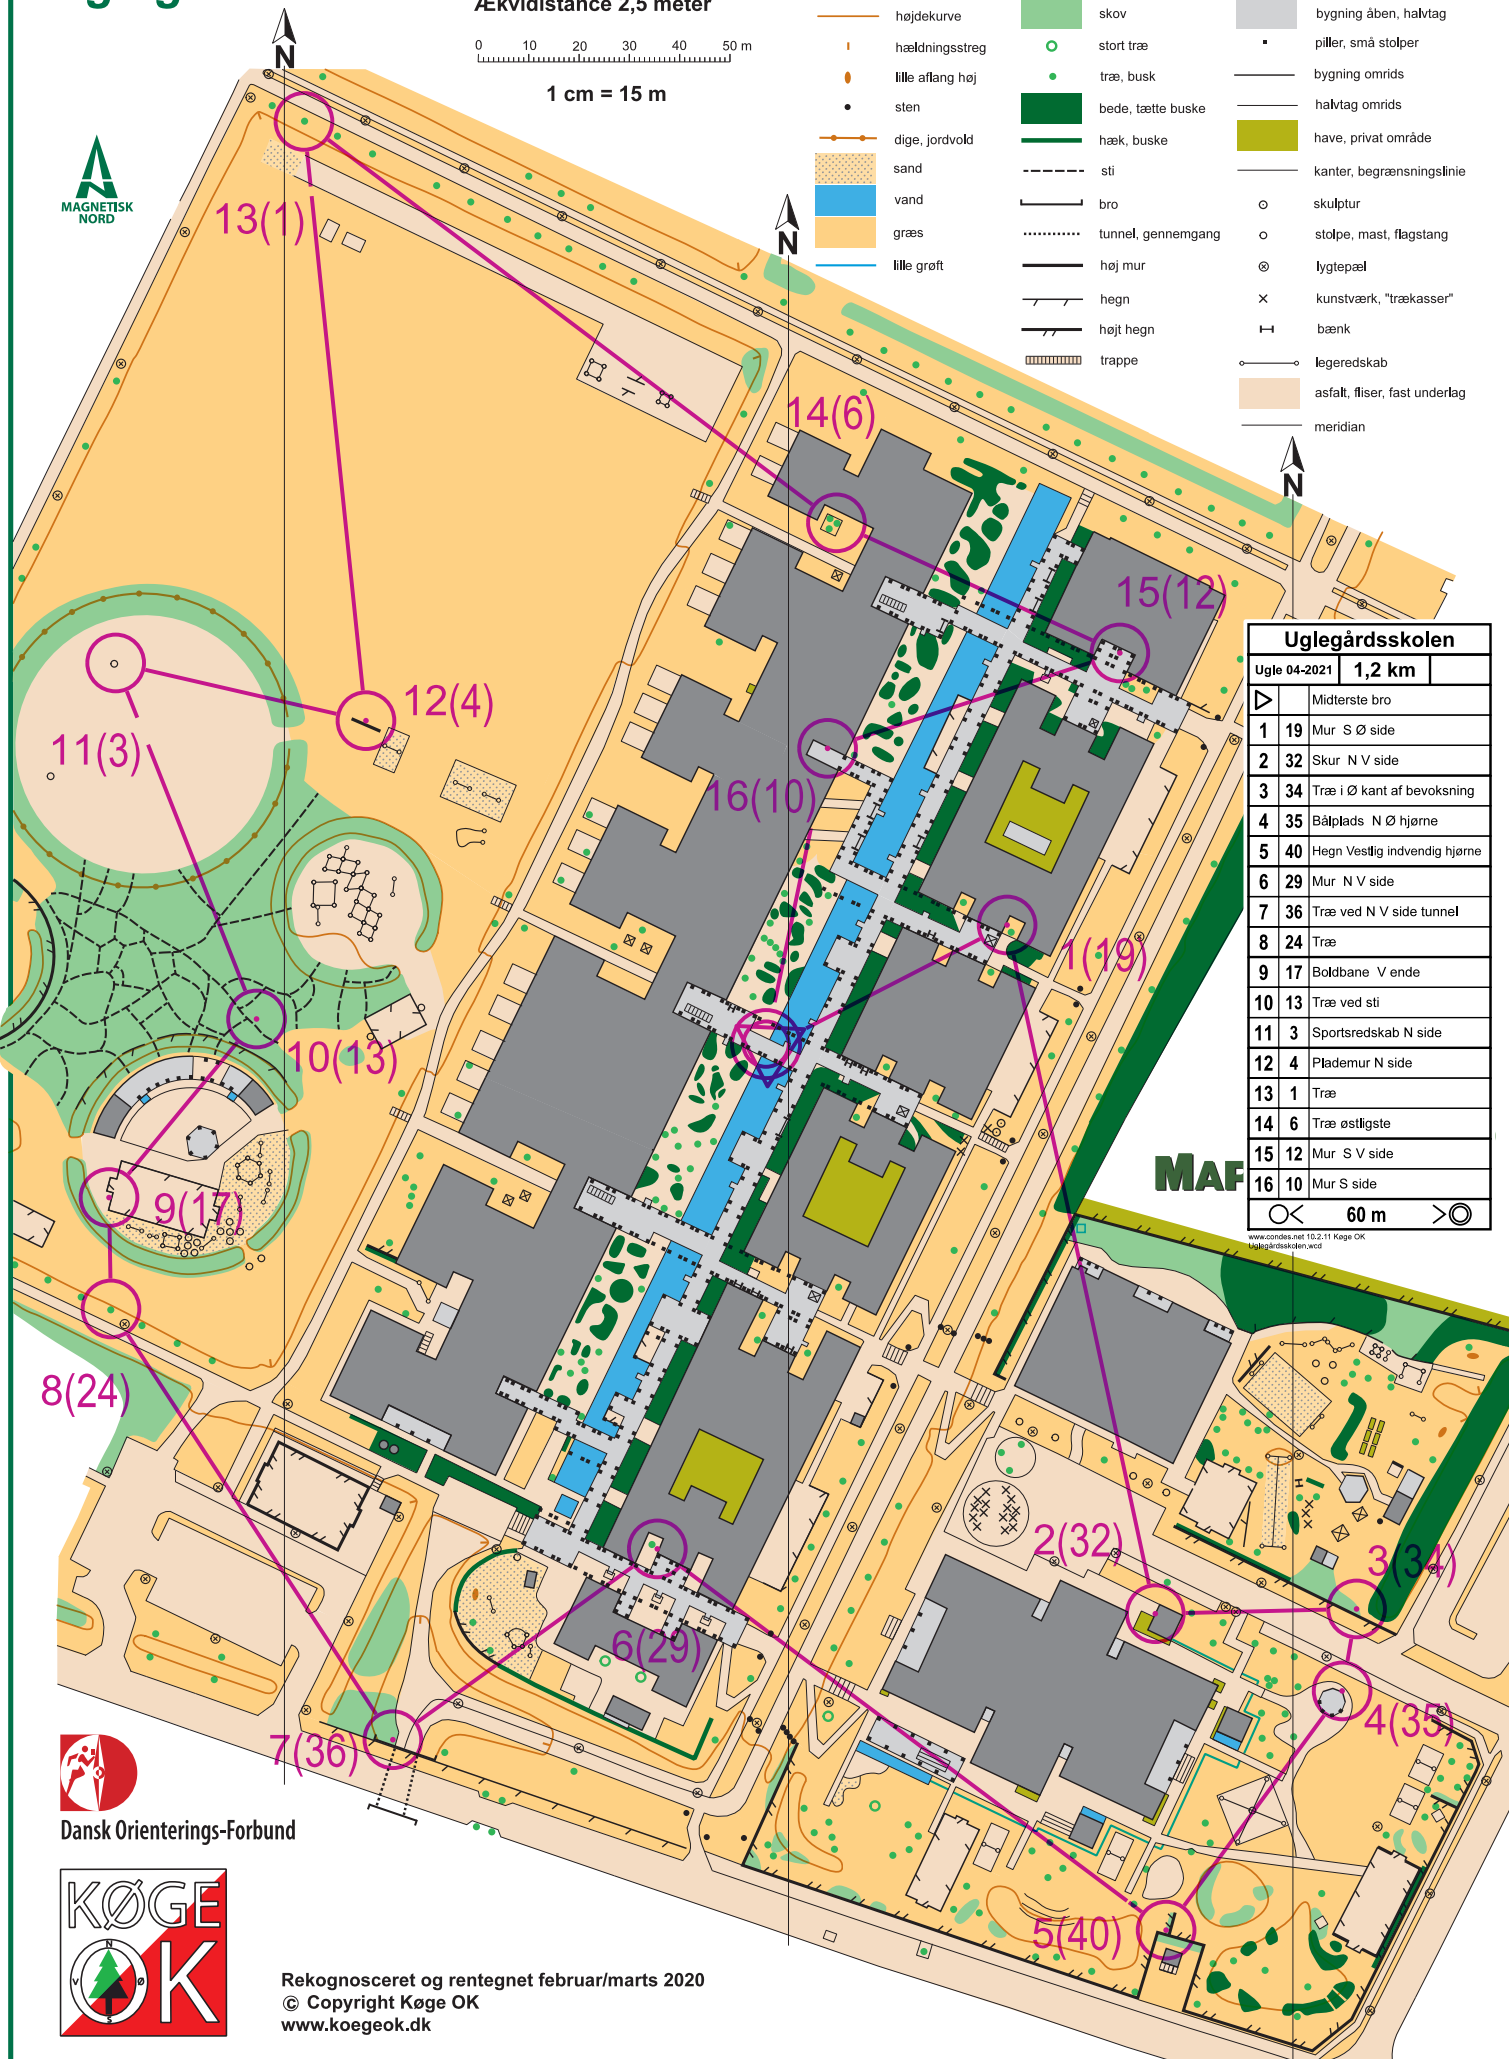 Ækvidistance 2,5 meter
0 10 20 30 40 50 m
1 cm = 15 m
N
MAGNETISK
NORD
højdekurve
hældningsstreg
lille aflang høj
sten
dige, jordvold
sand
vand
græs
lille grøft
skov
stort træ
træ, busk
bede, tætte buske
hæk, buske
sti
bro
tunnel, gennemgang
høj mur
hegn
højt hegn
trappe
bygning åben, halvtag
piller, små stolper
bygning omrids
halvtag omrids
have, privat område
kanter, begrænsningslinie
skulptur
stolpe, mast, flagstang
lygtepæl
kunstværk, "trækasser"
bænk
legeredskab
asfalt, fliser, fast underlag
meridian
N
N
13(1)
14(6)
15(12)
12(4)
11(3)
16(10)
1(19)
10(13)
9(17)
8(24)
2(32)
3(34)
6(29)
4(35)
7(36)
5(40)
Uglegårdsskolen
Ugle 04-2021 1,2 km
Midterste bro
1 19 Mur S Ø side
2 32 Skur N V side
3 34 Træ i Ø kant af bevoksning
4 35 Bålplads N Ø hjørne
5 40 Hegn Vestlig indvendig hjørne
6 29 Mur N V side
7 36 Træ ved N V side tunnel
8 24 Træ
9 17 Boldbane V ende
10 13 Træ ved sti
11 3 Sportsredskab N side
12 4 Plademur N side
13 1 Træ
14 6 Træ østligste
15 12 Mur S V side
16 10 Mur S side
60 m
www.condes.net 10.2.11 Køge OK
Uglegårdsskolen.wcd
Dansk Orienterings-Forbund
KØGE
OK
N
V Ø
S
Rekognosceret og rentegnet februar/marts 2020
© Copyright Køge OK
www.koegeok.dk